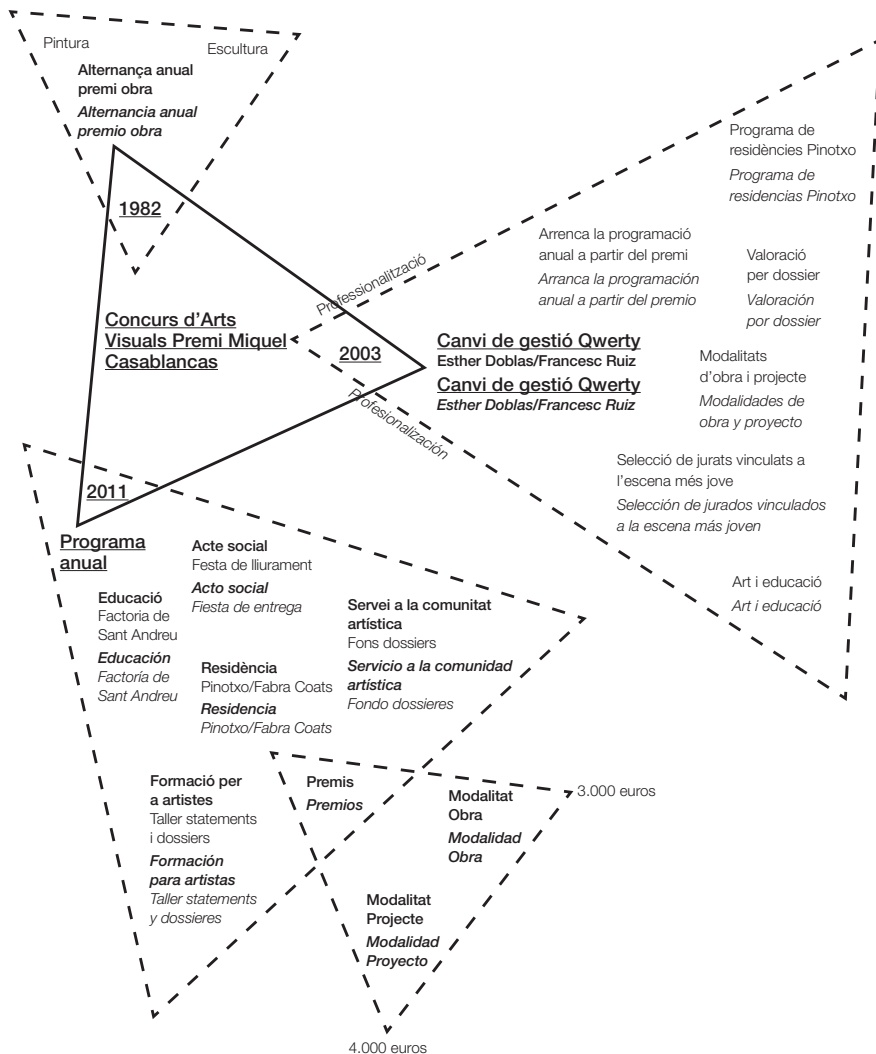 Pintura
Escultura
Alternança anual
premi obra
Alternancia anual
premio obra
1982
Concurs d'Arts
Visuals Premi Miquel
Casablancas
Professionalització
2003
Profesionalización
Canvi de gestió Qwerty
Esther Doblas/Francesc Ruiz
Canvi de gestió Qwerty
Esther Doblas/Francesc Ruiz
Programa de
residències Pinotxo
Programa de
residencias Pinotxo
Arrenca la programació
anual a partir del premi
Arranca la programación
anual a partir del premio
Valoració
per dossier
Valoración
por dossier
Modalitats
d'obra i projecte
Modalidades de
obra y proyecto
Selecció de jurats vinculats a
l'escena més jove
Selección de jurados vinculados
a la escena más joven
Art i educació
Art i educació
2011
Programa
anual
Acte social
Festa de lliurament
Acto social
Fiesta de entrega
Educació
Factoria de
Sant Andreu
Educación
Factoría de
Sant Andreu
Servei a la comunitat
artística
Fons dossiers
Servicio a la comunidad
artística
Fondo dossieres
Residència
Pinotxo/Fabra Coats
Residencia
Pinotxo/Fabra Coats
Formació per
a artistes
Taller statements
i dossiers
Formación
para artistas
Taller statements
y dossieres
Premis
Premios
Modalitat
Obra
Modalidad
Obra
3.000 euros
Modalitat
Projecte
Modalidad
Proyecto
4.000 euros